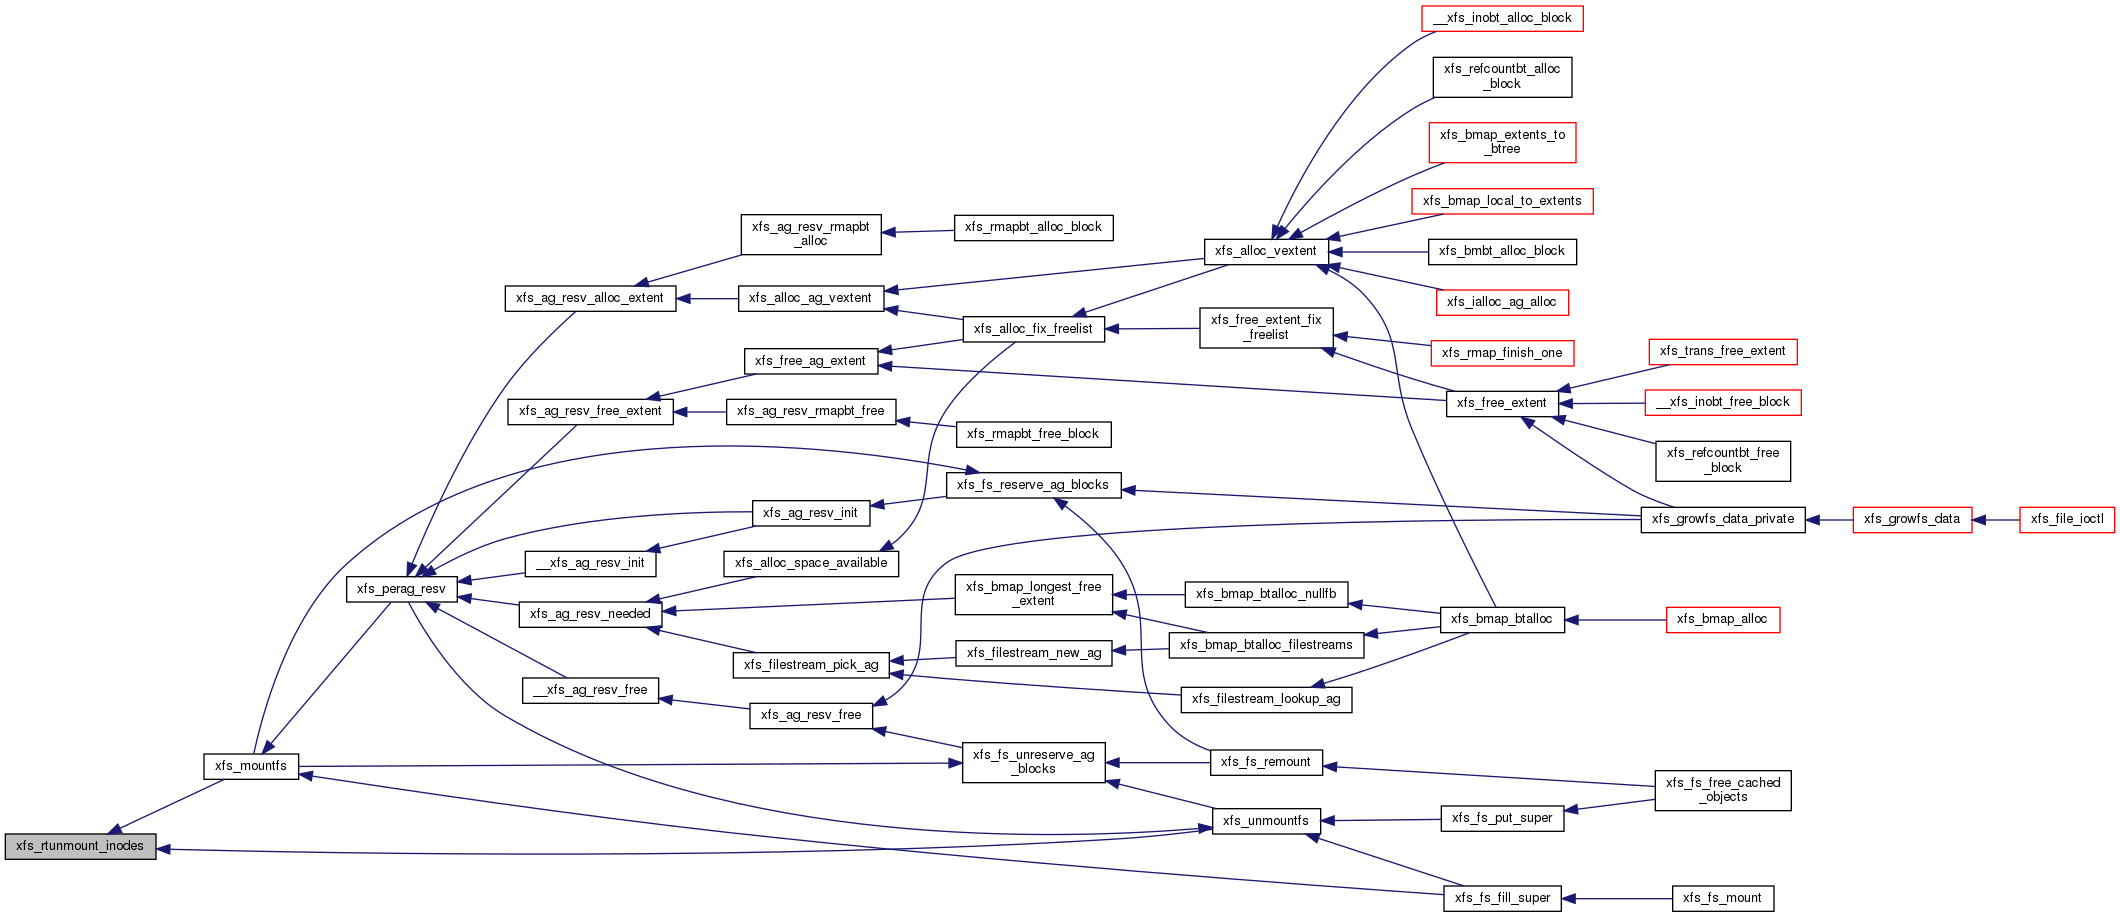 __xfs_inobt_alloc_block
xfs_refcountbt_alloc
_block
xfs_bmap_extents_to
_btree
xfs_bmap_local_to_extents
xfs_ag_resv_rmapbt
_alloc
xfs_rmapbt_alloc_block
xfs_alloc_vextent
xfs_bmbt_alloc_block
xfs_ag_resv_alloc_extent
xfs_alloc_ag_vextent
xfs_ialloc_ag_alloc
xfs_alloc_fix_freelist
xfs_free_extent_fix
_freelist
xfs_rmap_finish_one
xfs_trans_free_extent
xfs_free_ag_extent
xfs_ag_resv_free_extent
xfs_ag_resv_rmapbt_free
xfs_free_extent
__xfs_inobt_free_block
xfs_rmapbt_free_block
xfs_refcountbt_free
_block
xfs_fs_reserve_ag_blocks
xfs_ag_resv_init
xfs_growfs_data_private
xfs_growfs_data
xfs_file_ioctl
__xfs_ag_resv_init
xfs_alloc_space_available
xfs_perag_resv
xfs_ag_resv_needed
xfs_bmap_longest_free
_extent
xfs_bmap_btalloc_nullfb
xfs_bmap_btalloc
xfs_bmap_alloc
xfs_filestream_pick_ag
xfs_filestream_new_ag
xfs_bmap_btalloc_filestreams
__xfs_ag_resv_free
xfs_filestream_lookup_ag
xfs_ag_resv_free
xfs_mountfs
xfs_fs_unreserve_ag
_blocks
xfs_fs_remount
xfs_fs_free_cached
_objects
xfs_unmountfs
xfs_fs_put_super
xfs_rtunmount_inodes
xfs_fs_fill_super
xfs_fs_mount